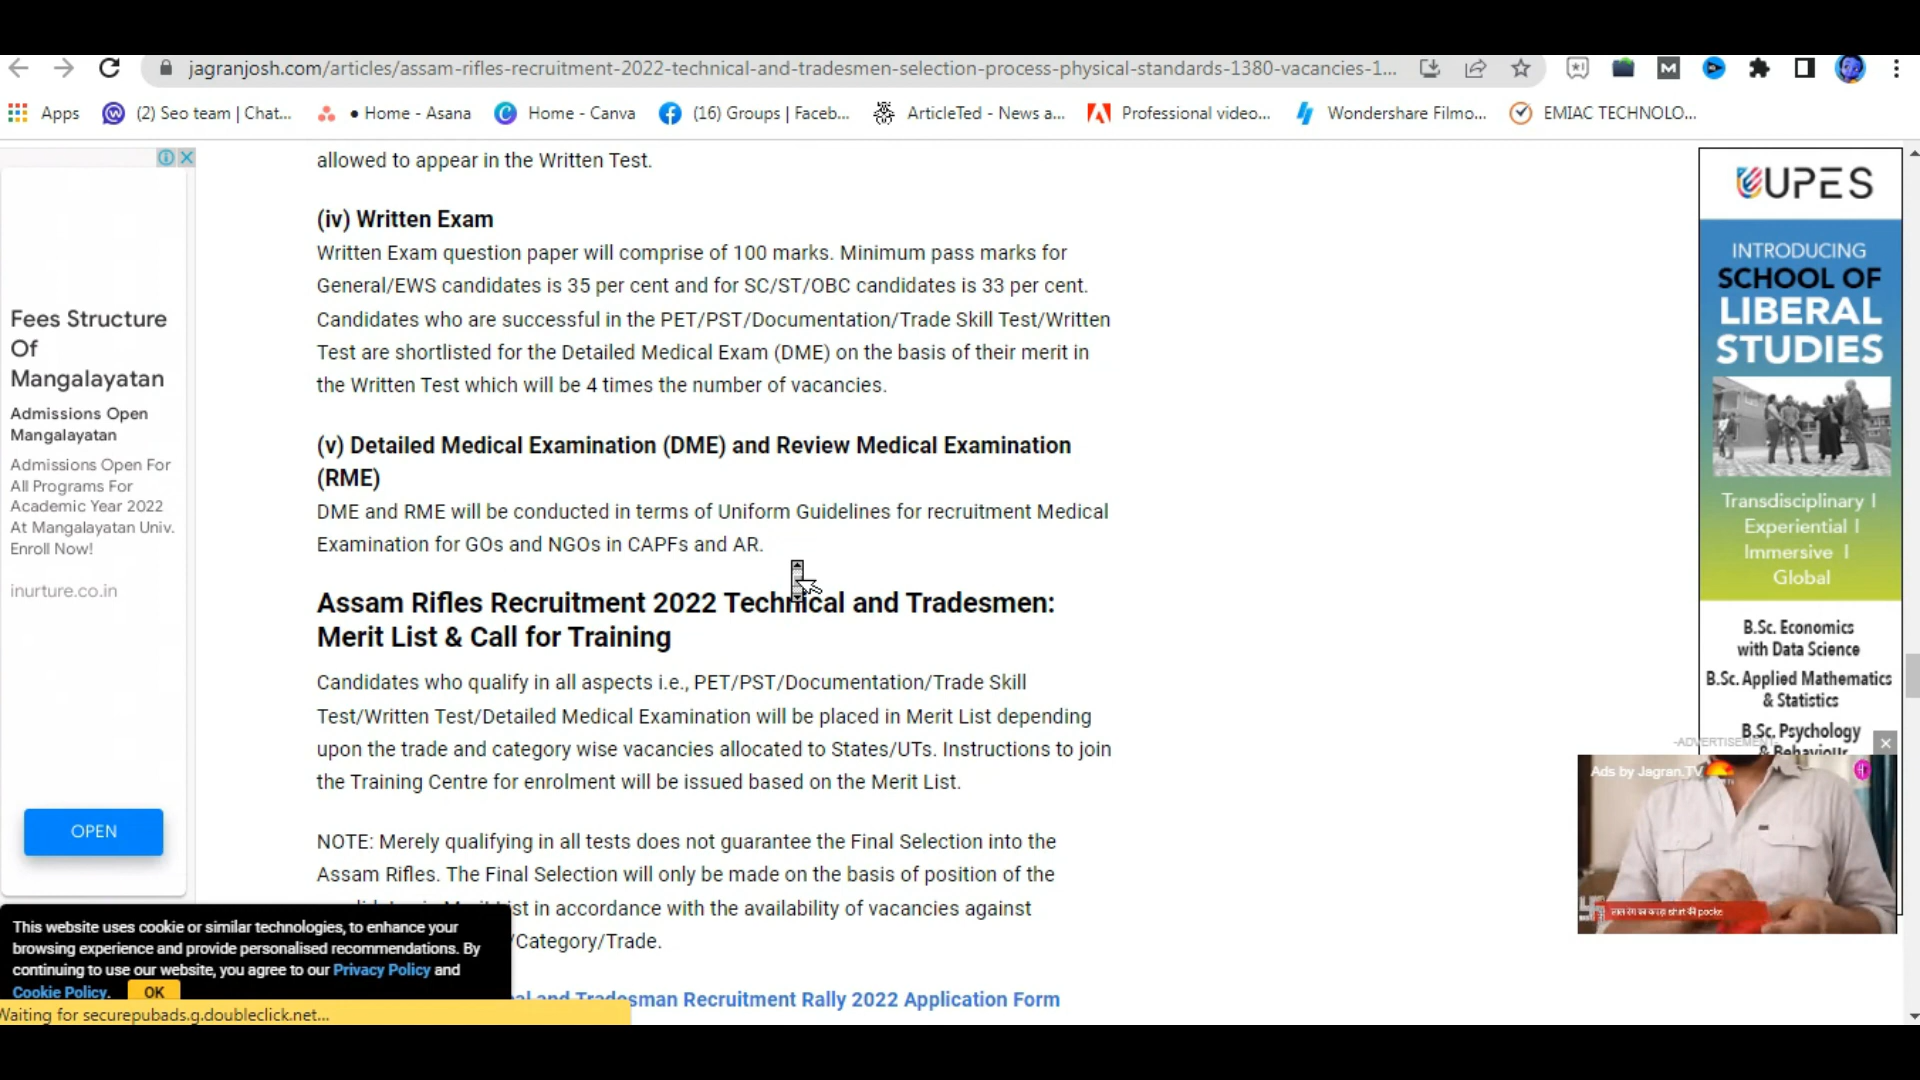 jagranjosh.com/articles/assam-rifles-recruitment-2022-technical-and-tradesmen-selection-process-physical-standards-1380-vacancies-1...
Apps
(2) Seo team | Chat...
• Home - Asana
Home - Canva
(16) Groups | Faceb...
ArticleTed - News a...
Professional video...
Wondershare Filmo...
EMIAC TECHNOLO...
allowed to appear in the Written Test.
(iv) Written Exam
Written Exam question paper will comprise of 100 marks. Minimum pass marks for
General/EWS candidates is 35 per cent and for SC/ST/OBC candidates is 33 per cent.
Candidates who are successful in the PET/PST/Documentation/Trade Skill Test/Written
Test are shortlisted for the Detailed Medical Exam (DME) on the basis of their merit in
the Written Test which will be 4 times the number of vacancies.
(v) Detailed Medical Examination (DME) and Review Medical Examination
(RME)
DME and RME will be conducted in terms of Uniform Guidelines for recruitment Medical
Examination for GOs and NGOs in CAPFs and AR.
Assam Rifles Recruitment 2022 Technical and Tradesmen:
Merit List & Call for Training
Candidates who qualify in all aspects i.e., PET/PST/Documentation/Trade Skill
Test/Written Test/Detailed Medical Examination will be placed in Merit List depending
upon the trade and category wise vacancies allocated to States/UTs. Instructions to join
the Training Centre for enrolment will be issued based on the Merit List.
NOTE: Merely qualifying in all tests does not guarantee the Final Selection into the
Assam Rifles. The Final Selection will only be made on the basis of position of the
in accordance with the availability of vacancies against
/Category/Trade.
and Tradesman Recruitment Rally 2022 Application Form
Fees Structure
Of
Mangalayatan
Admissions Open
Mangalayatan
Admissions Open For
All Programs For
Academic Year 2022
At Mangalayatan Univ.
Enroll Now!
inurture.co.in
OPEN
This website uses cookie or similar technologies, to enhance your
browsing experience and provide personalised recommendations. By
continuing to use our website, you agree to our Privacy Policy and
Cookie Policy. OK
Waiting for securepubads.g.doubleclick.net...
UPES
INTRODUCING
SCHOOL OF
LIBERAL
STUDIES
Transdisciplinary |
Experiential |
Immersive |
Global
B.Sc. Economics
with Data Science
B.Sc. Applied Mathematics
& Statistics
B.Sc. Psychology
& Behaviour
-ADVERTISEMENT-
Ads by Jagran.TV